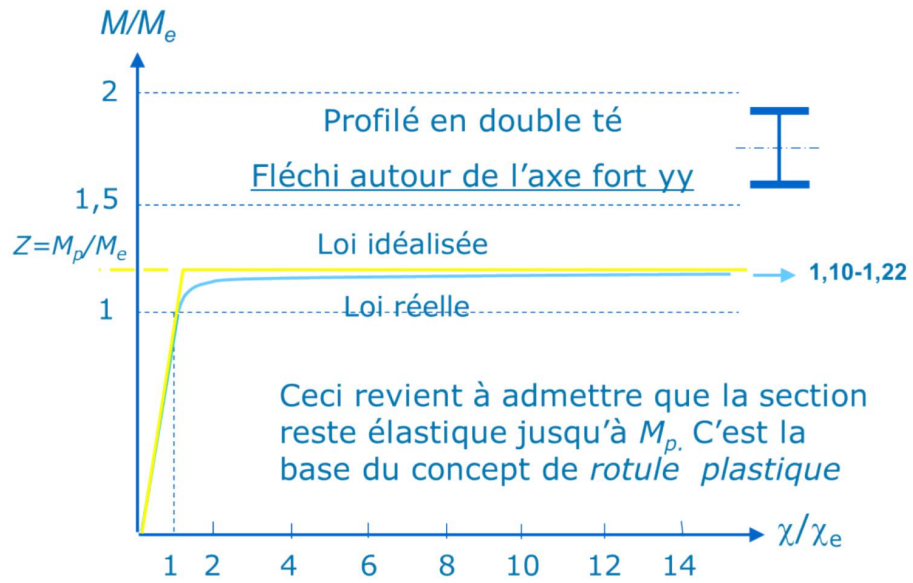 M/Mₑ
2
Profilé en double té
Fléchi autour de l'axe fort yy
1,5
Z=Mₚ/Mₑ
Loi idéalisée
1,10-1,22
1
Loi réelle
Ceci revient à admettre que la section
reste élastique jusqu'à Mₚ. C'est la
base du concept de rotule plastique
χ/χₑ
1 2 4 6 8 10 12 14